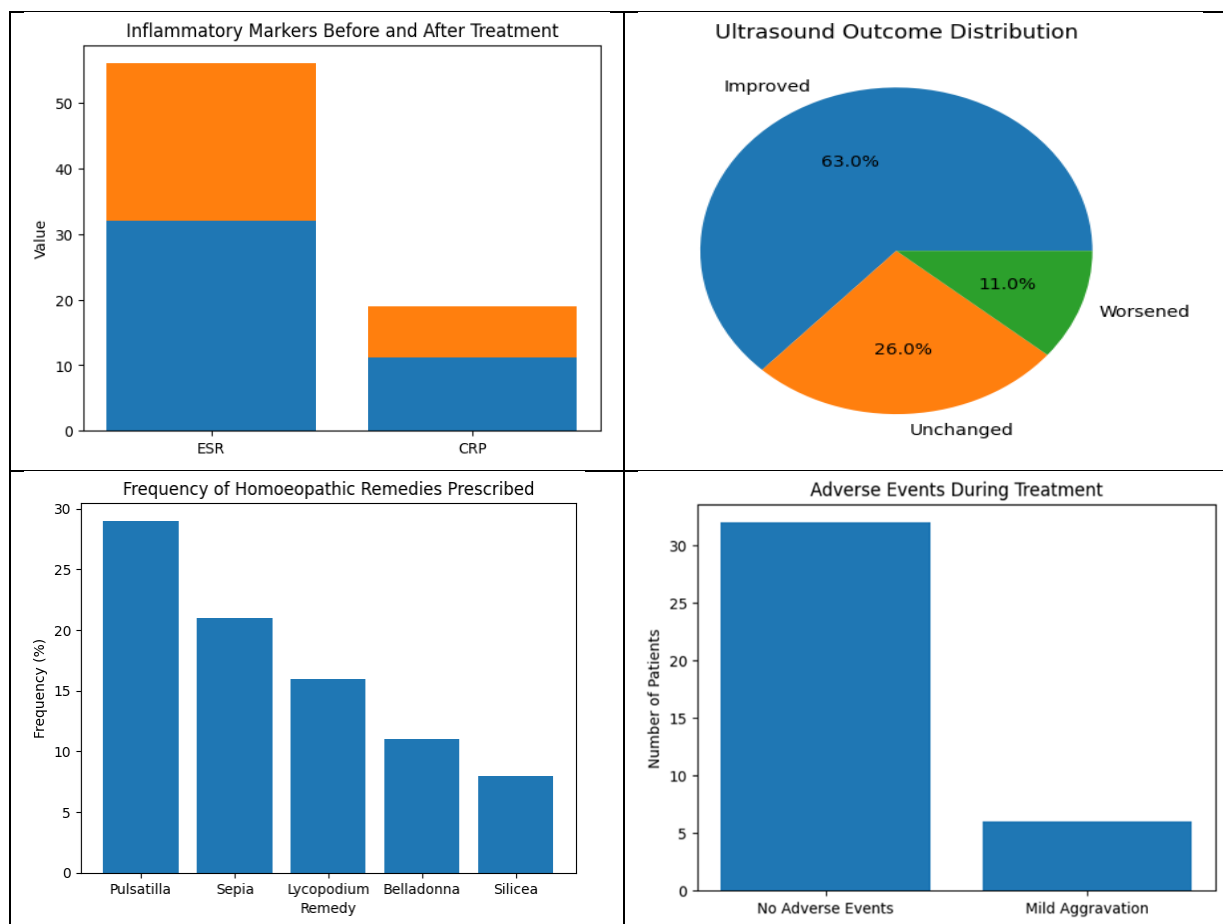 Inflammatory Markers Before and After Treatment
50
40
30
20
10
0
Value
ESR CRP
Ultrasound Outcome Distribution
Improved
63.0%
11.0%
Worsened
26.0%
Unchanged
Frequency of Homoeopathic Remedies Prescribed
30
25
20
15
10
5
0
Frequency (%)
Pulsatilla Sepia Lycopodium Belladonna Silicea
Remedy
Adverse Events During Treatment
30
25
20
15
10
5
0
Number of Patients
No Adverse Events Mild Aggravation